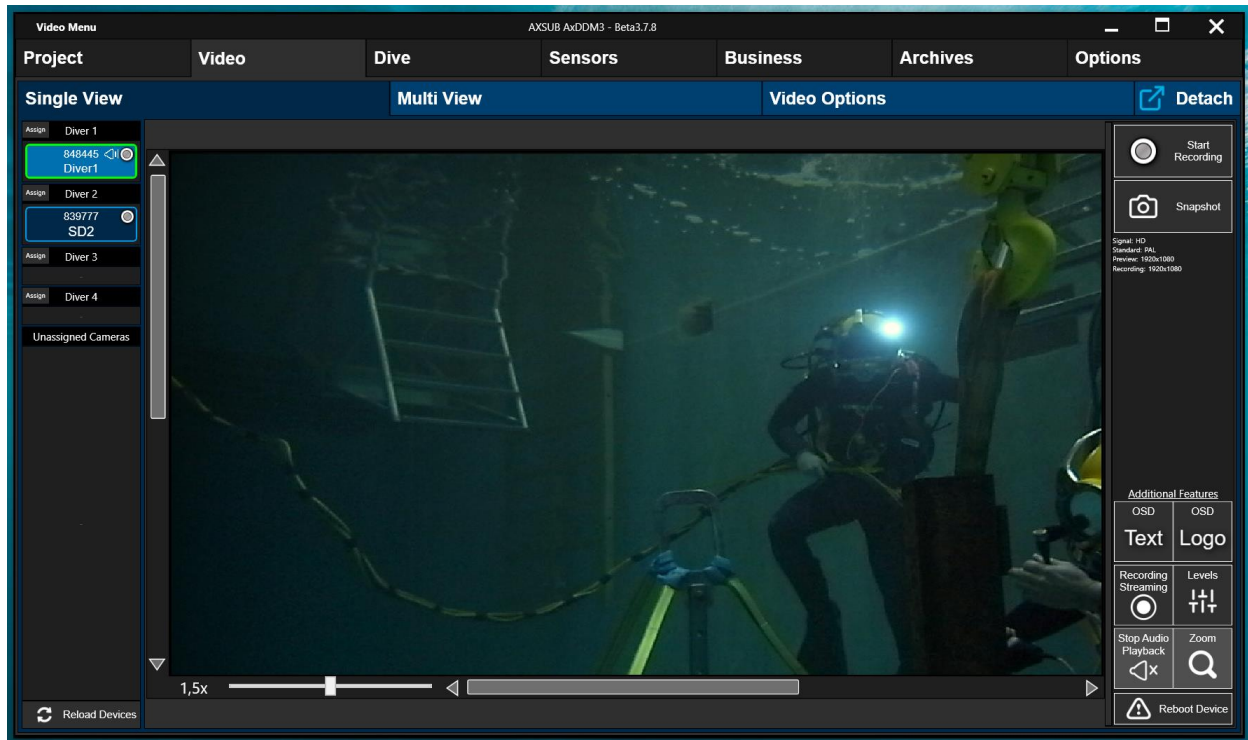 Video Menu
AXSUB AxDDM3 - Beta3.7.8
Project
Video
Dive
Sensors
Business
Archives
Options
Single View
Multi View
Video Options
Detach
Assign
Diver 1
848445
Diver1
Assign
Diver 2
839777
SD2
Assign
Diver 3
Assign
Diver 4
Unassigned Cameras
Reload Devices
1,5x
Start
Recording
Snapshot
Signal: HD
Standard: PAL
Preview: 1920x1080
Recording: 1920x1080
Additional Features
OSD
Text
OSD
Logo
Recording
Streaming
Levels
Stop Audio
Playback
Zoom
Reboot Device